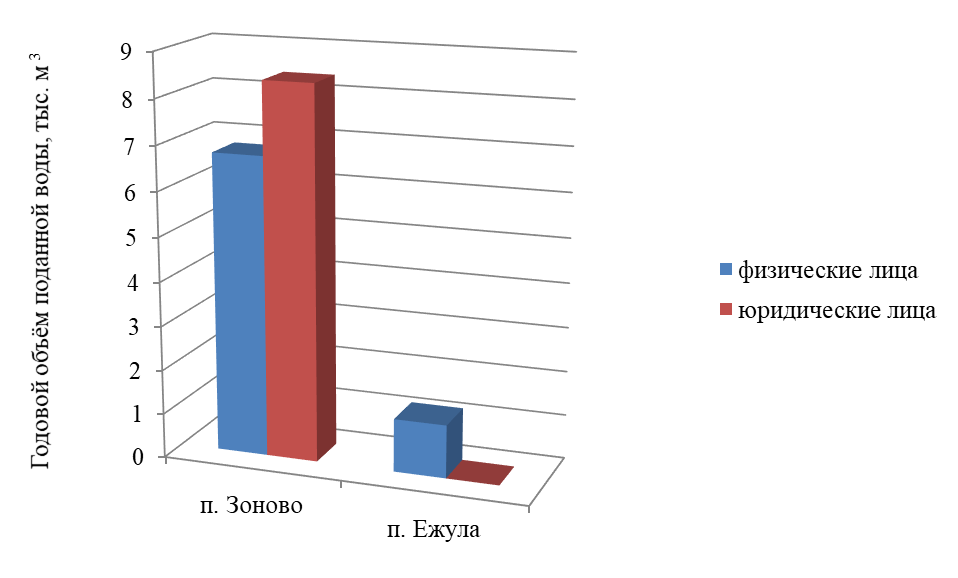 Годовой объём поданной воды, тыс. м ³
9
8
7
6
5
4
3
2
1
0
п. Зоново
п. Ежула
физические лица
юридические лица